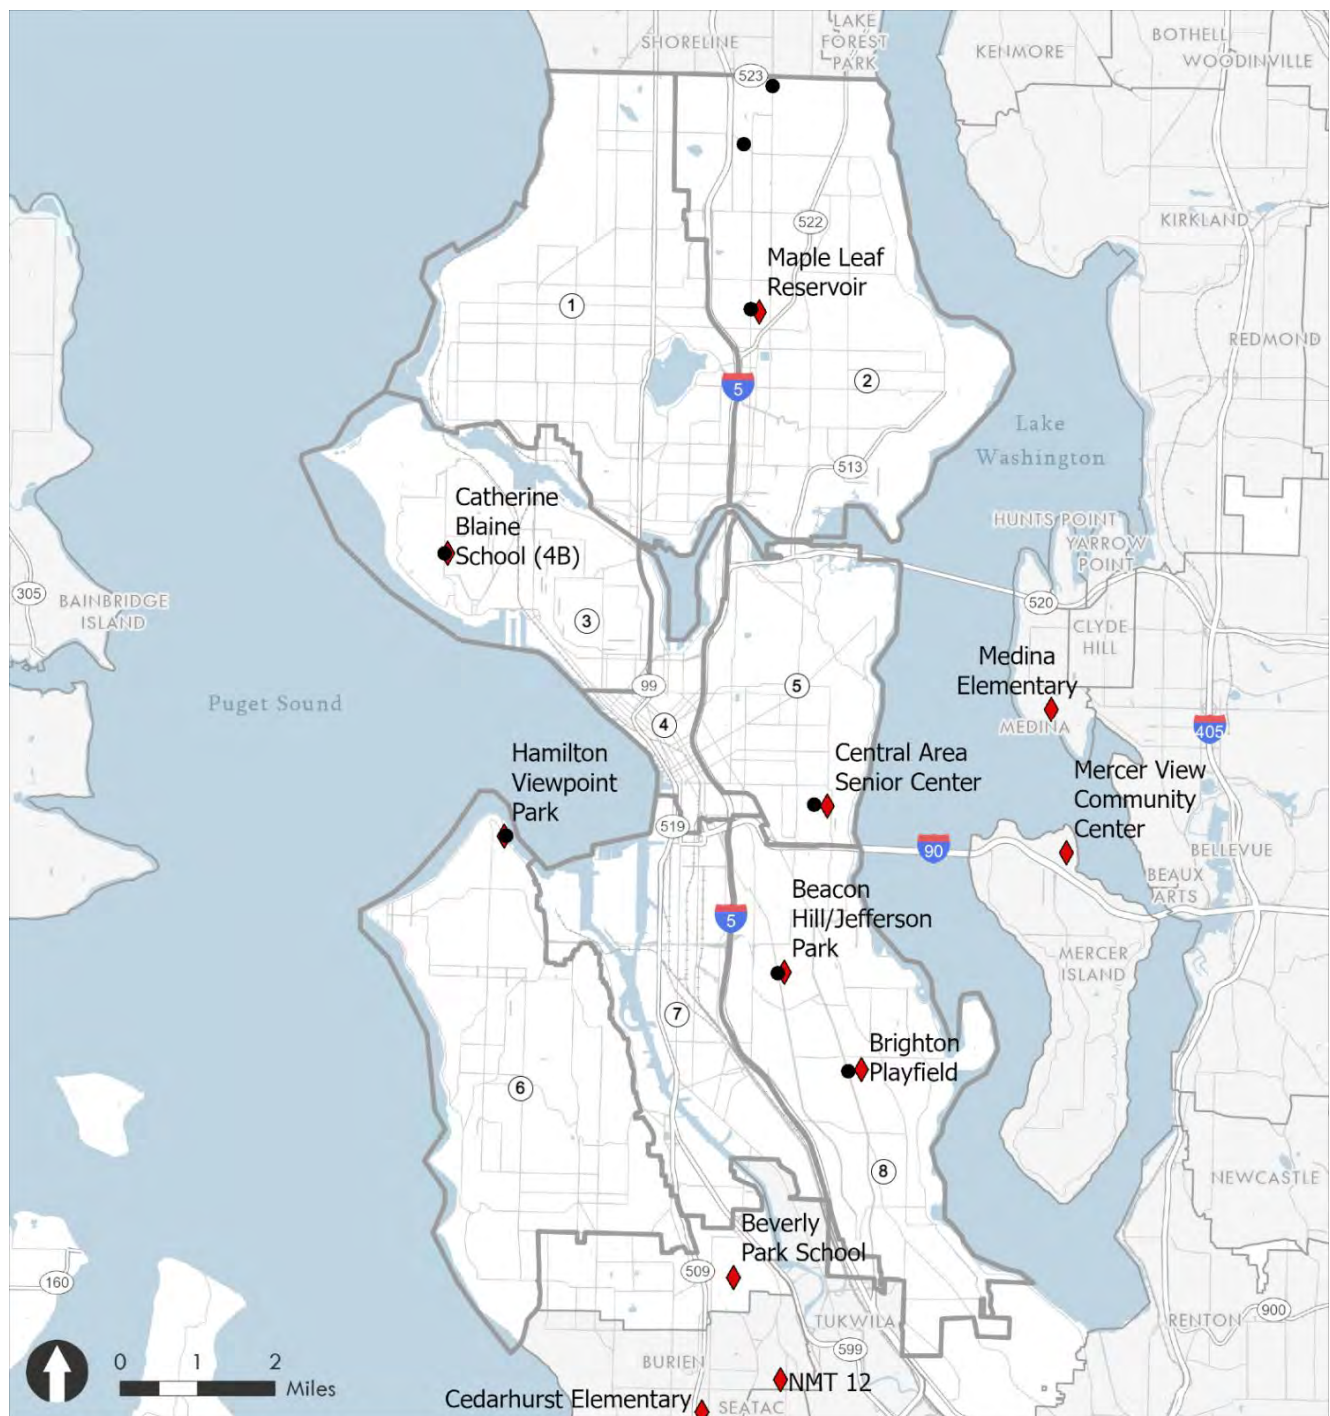 SHORELINE
LAKE
FOREST
PARK
KENMORE
BOTHELL
WOODINVILLE
523
522
KIRKLAND
Maple Leaf
Reservoir
1
REDMOND
5
2
Lake
Washington
513
Catherine
Blaine
School (4B)
HUNTS POINT
YARROW
POINT
305
BAINBRIDGE
ISLAND
520
3
CLYDE
HILL
Medina
Elementary
99
5
Puget Sound
4
MEDINA
405
Hamilton
Viewpoint
Park
Central Area
Senior Center
Mercer View
Community
Center
519
90
BELLEVUE
BEAUX
ARTS
Beacon
Hill/Jefferson
Park
5
MERCER
ISLAND
7
Brighton
Playfield
6
8
NEWCASTLE
Beverly
Park School
509
160
900
TUKWILA
RENTON
599
BURIEN
0 1 2
Miles
NMT 12
Cedarhurst Elementary
SEATAC